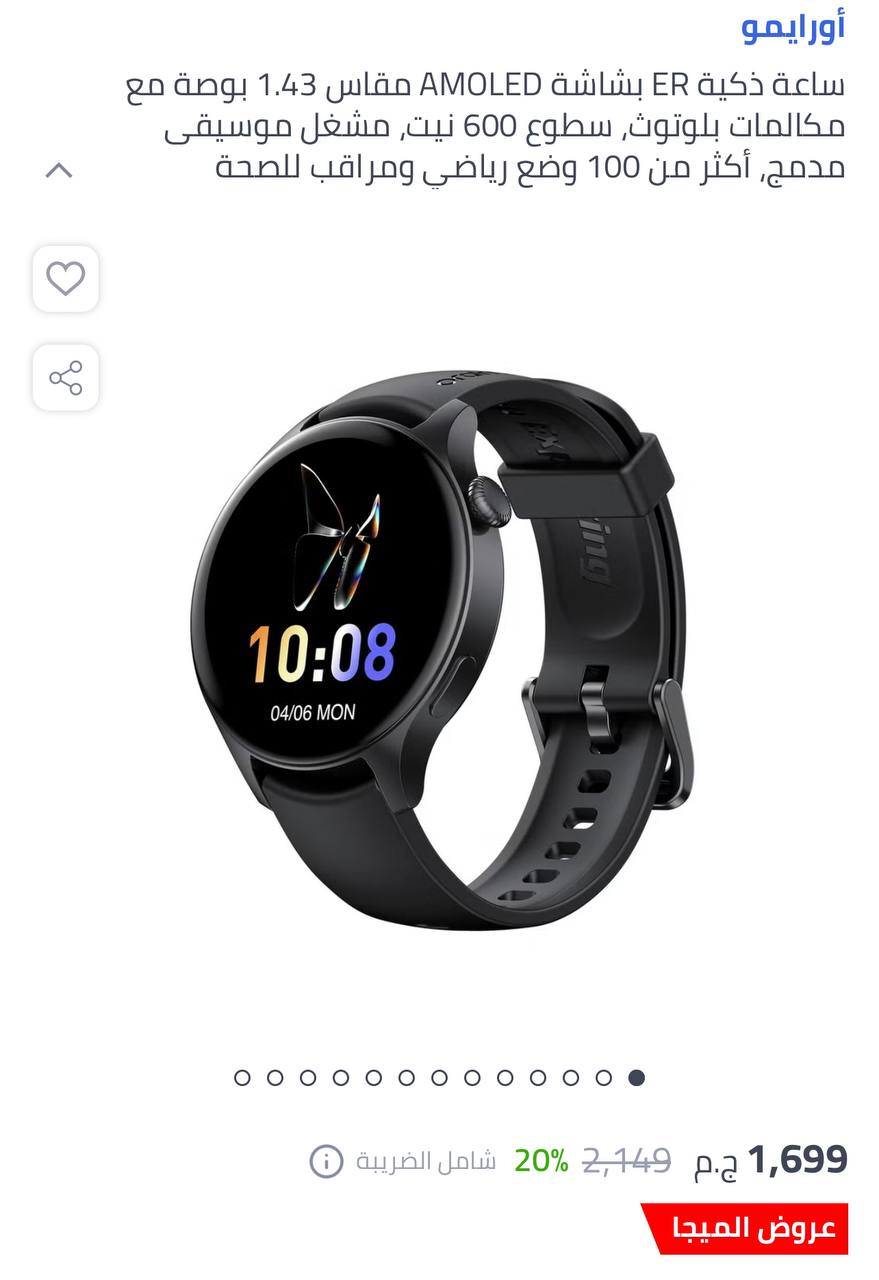 أورايمو
ساعة ذكية ER بشاشة AMOLED مقاس 1.43 بوصة مع
مكالمات بلوتوث, سطوع 600 نيت, مشغل موسيقى
مدمج, أكثر من 100 وضع رياضي ومراقب للصحة
10:08
04/06 MON
1,699 ج.م 2,149 20% شامل الضريبة
عروض الميجا